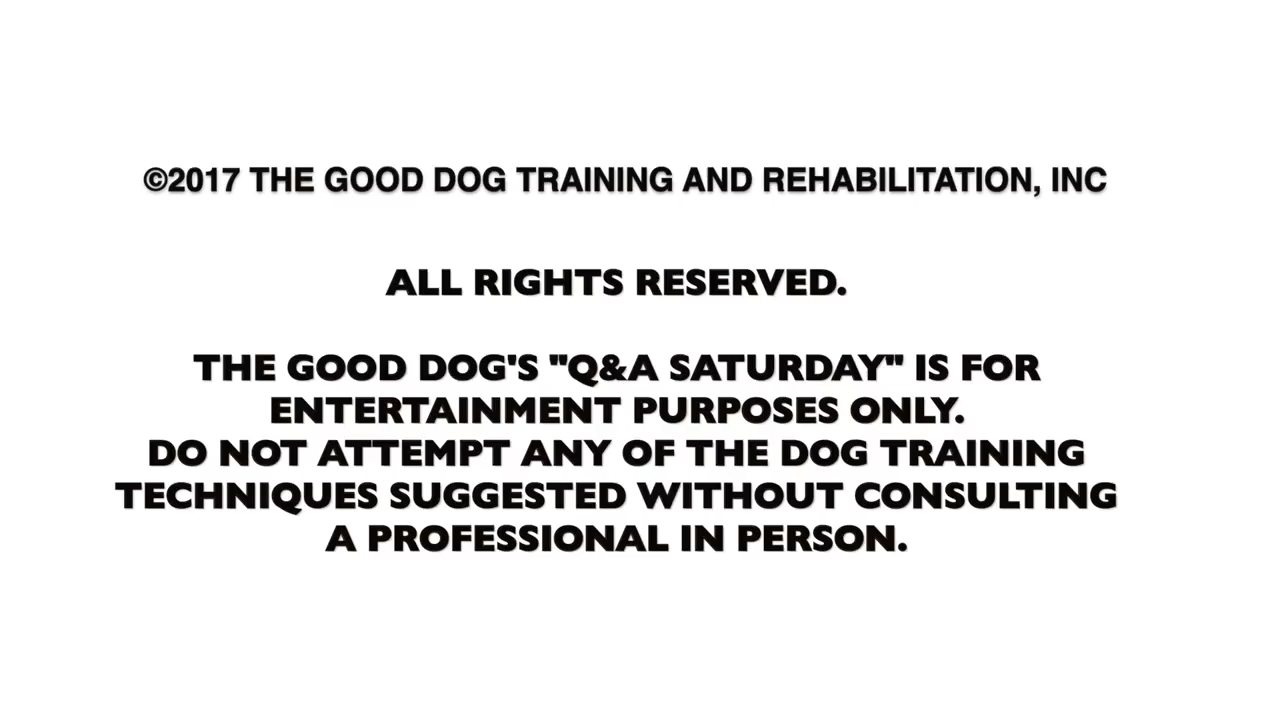 ©2017 THE GOOD DOG TRAINING AND REHABILITATION, INC
ALL RIGHTS RESERVED.
THE GOOD DOG'S "Q&A SATURDAY" IS FOR
ENTERTAINMENT PURPOSES ONLY.
DO NOT ATTEMPT ANY OF THE DOG TRAINING
TECHNIQUES SUGGESTED WITHOUT CONSULTING
A PROFESSIONAL IN PERSON.